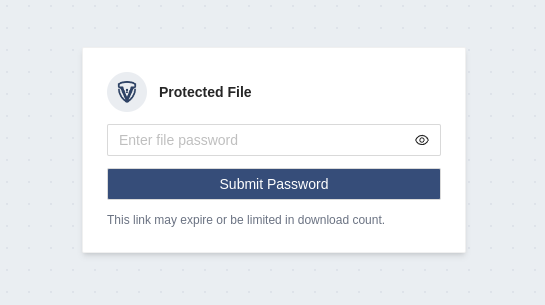 Protected File
Enter file password
Submit Password
This link may expire or be limited in download count.